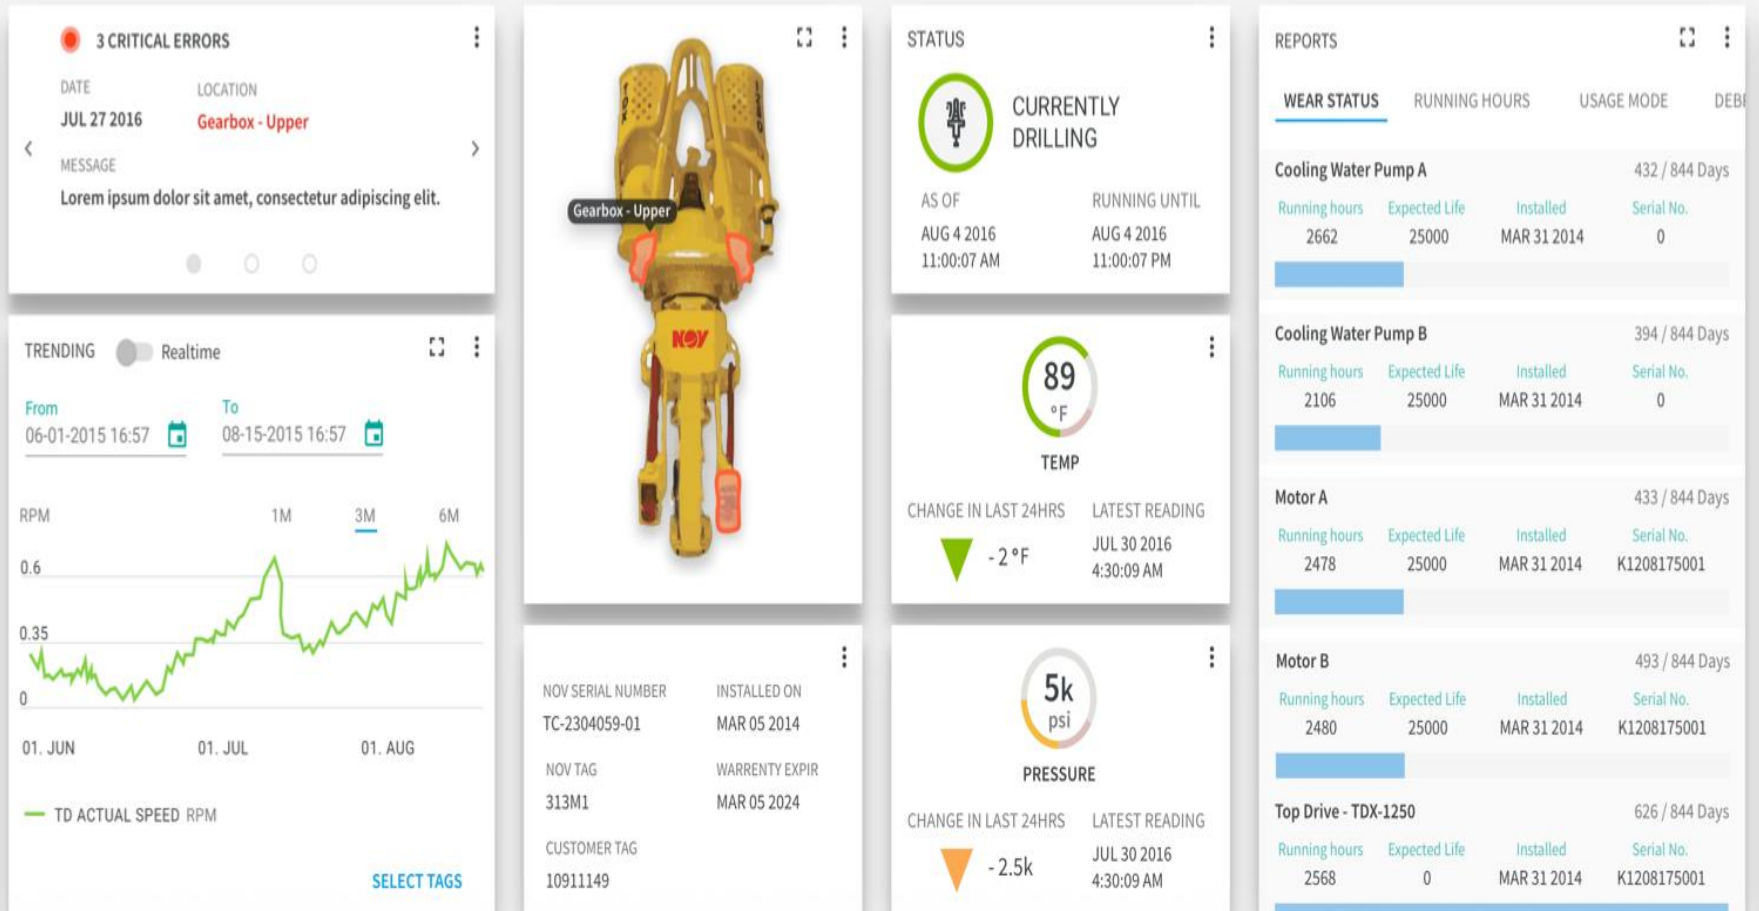 3 CRITICAL ERRORS
DATE
LOCATION
JUL 27 2016
Gearbox - Upper
MESSAGE
Lorem ipsum dolor sit amet, consectetur adipiscing elit.
TRENDING
Realtime
From
To
06-01-2015 16:57
08-15-2015 16:57
RPM
1M
3M
6M
0.6
0.35
0
01. JUN
01. JUL
01. AUG
TD ACTUAL SPEED RPM
SELECT TAGS
Gearbox - Upper
NOV
NOV SERIAL NUMBER
INSTALLED ON
TC-2304059-01
MAR 05 2014
NOV TAG
WARRENTY EXPIR
313M1
MAR 05 2024
CUSTOMER TAG
10911149
STATUS
CURRENTLY
DRILLING
AS OF
RUNNING UNTIL
AUG 4 2016
AUG 4 2016
11:00:07 AM
11:00:07 PM
89
°F
TEMP
CHANGE IN LAST 24HRS
LATEST READING
- 2 °F
JUL 30 2016
4:30:09 AM
5k
psi
PRESSURE
CHANGE IN LAST 24HRS
LATEST READING
- 2.5k
JUL 30 2016
4:30:09 AM
REPORTS
WEAR STATUS
RUNNING HOURS
USAGE MODE
Cooling Water Pump A
432 / 844 Days
Running hours
Expected Life
Installed
Serial No.
2662
25000
MAR 31 2014
0
Cooling Water Pump B
394 / 844 Days
Running hours
Expected Life
Installed
Serial No.
2106
25000
MAR 31 2014
0
Motor A
433 / 844 Days
Running hours
Expected Life
Installed
Serial No.
2478
25000
MAR 31 2014
K1208175001
Motor B
493 / 844 Days
Running hours
Expected Life
Installed
Serial No.
2480
25000
MAR 31 2014
K1208175001
Top Drive - TDX-1250
626 / 844 Days
Running hours
Expected Life
Installed
Serial No.
2568
0
MAR 31 2014
K1208175001